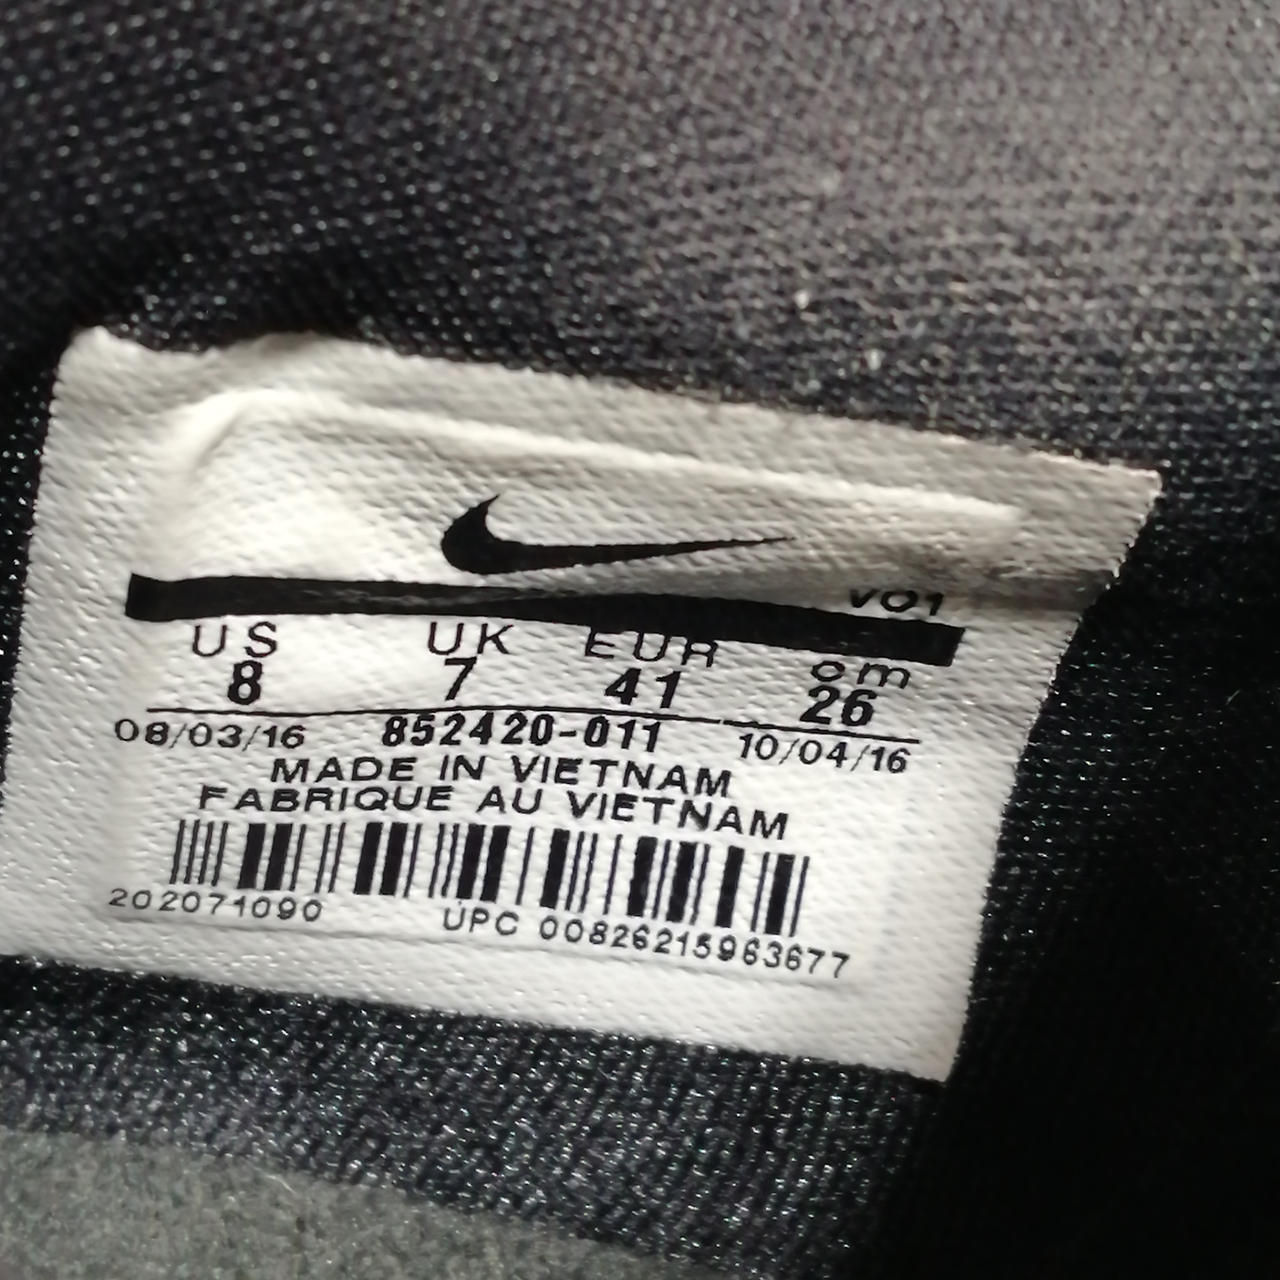 VO1
US UK EUR cm
8 7 41 26
08/03/16 852420-011 10/04/16
MADE IN VIETNAM
FABRIQUE AU VIETNAM
202071090 UPC 00826215963677